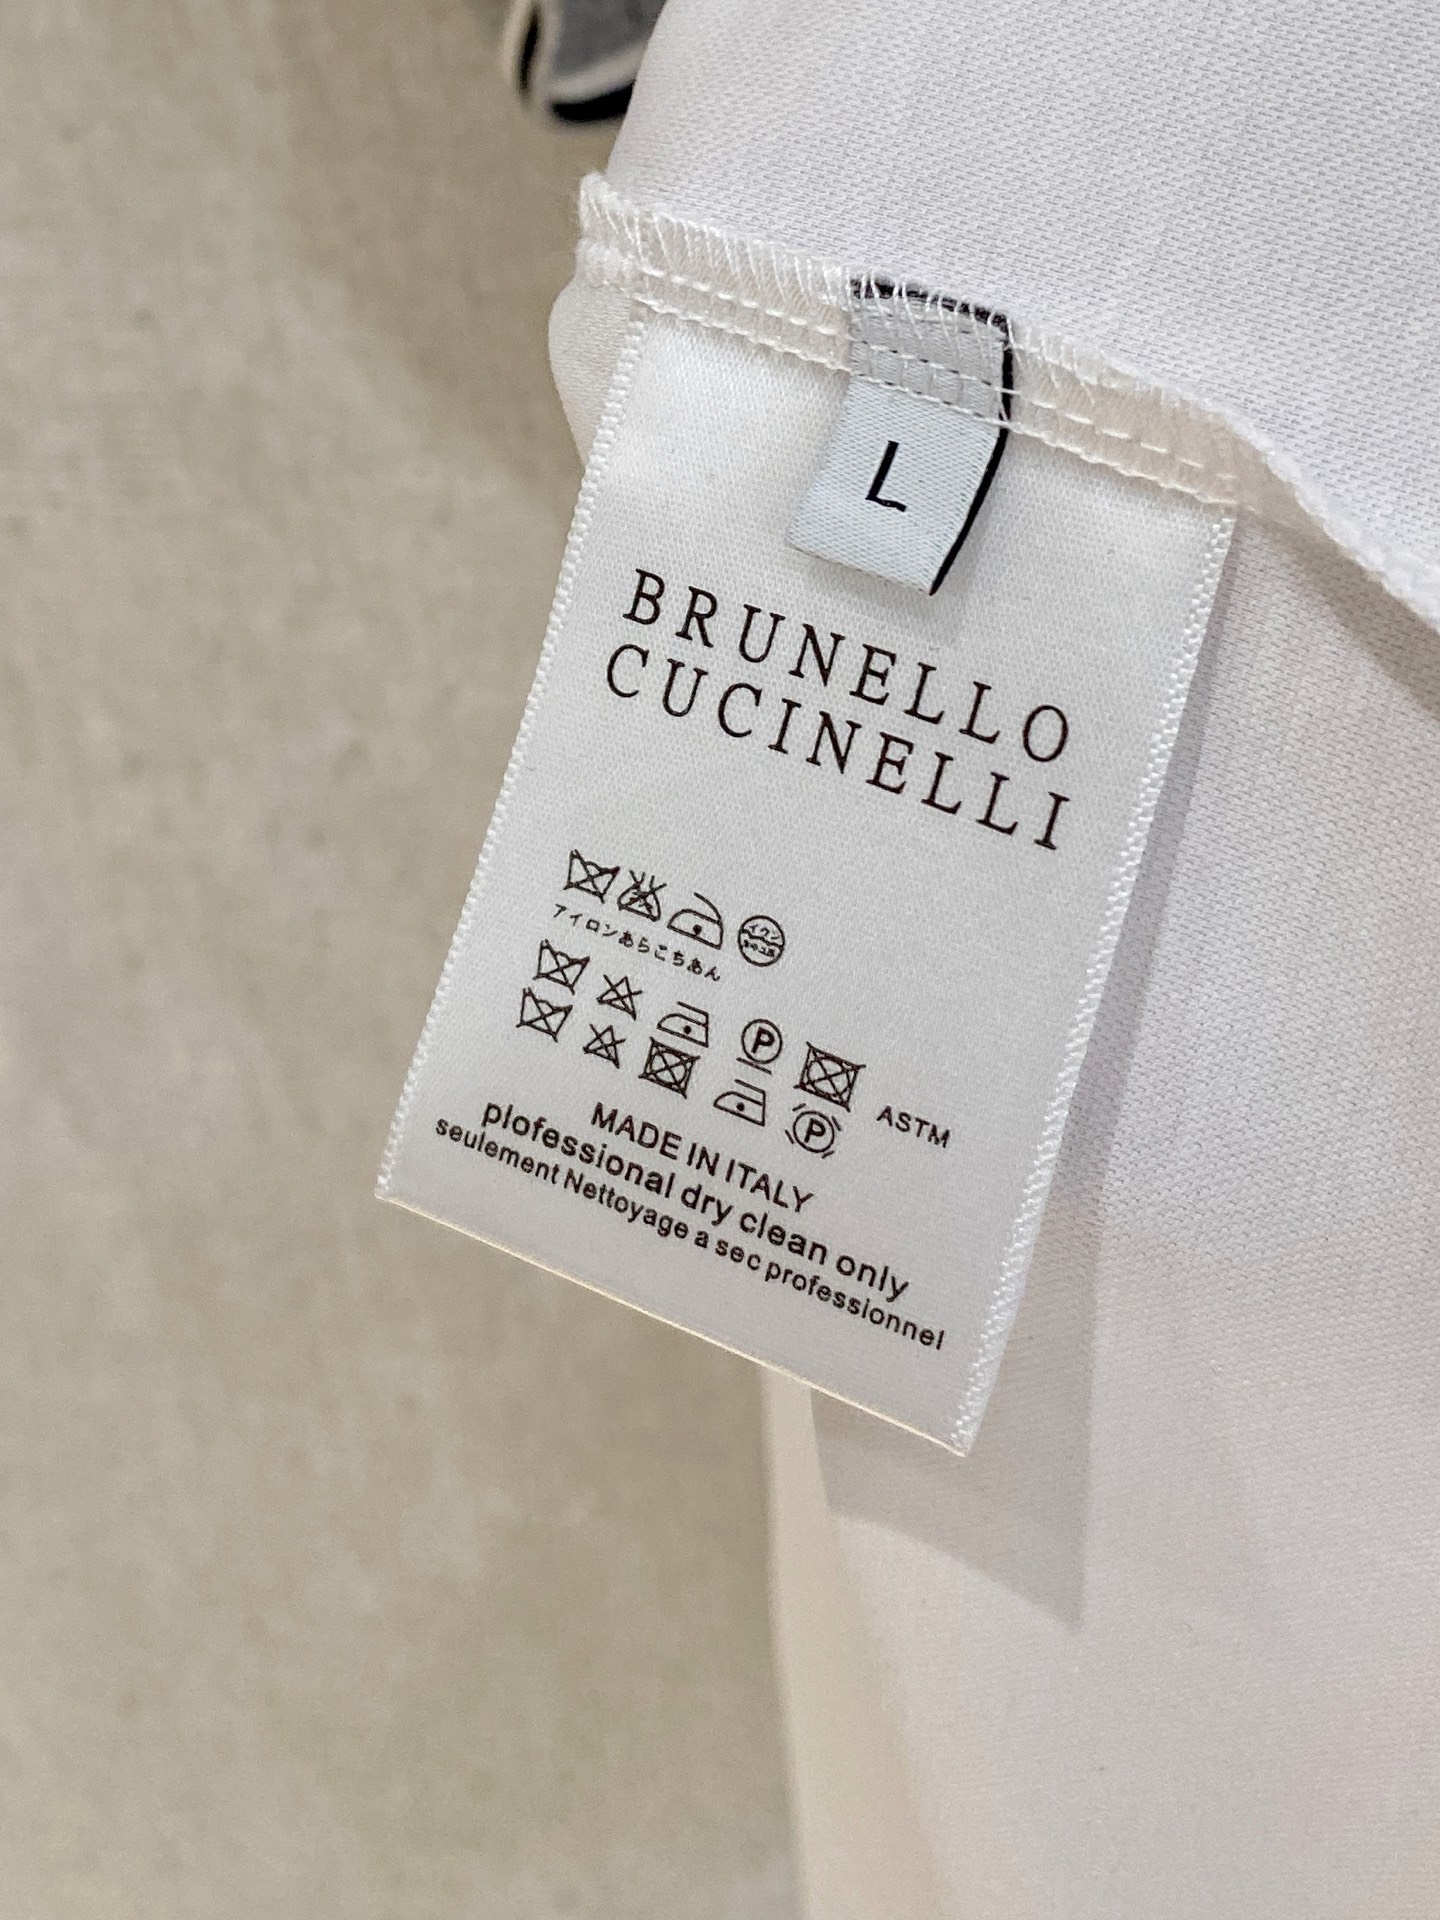 L
BRUNELLO
CUCINELLI
アイロンあらこちあん
P
ASTM
P
MADE IN ITALY
plofessional dry clean only
seulement Nettoyage a sec professionnel